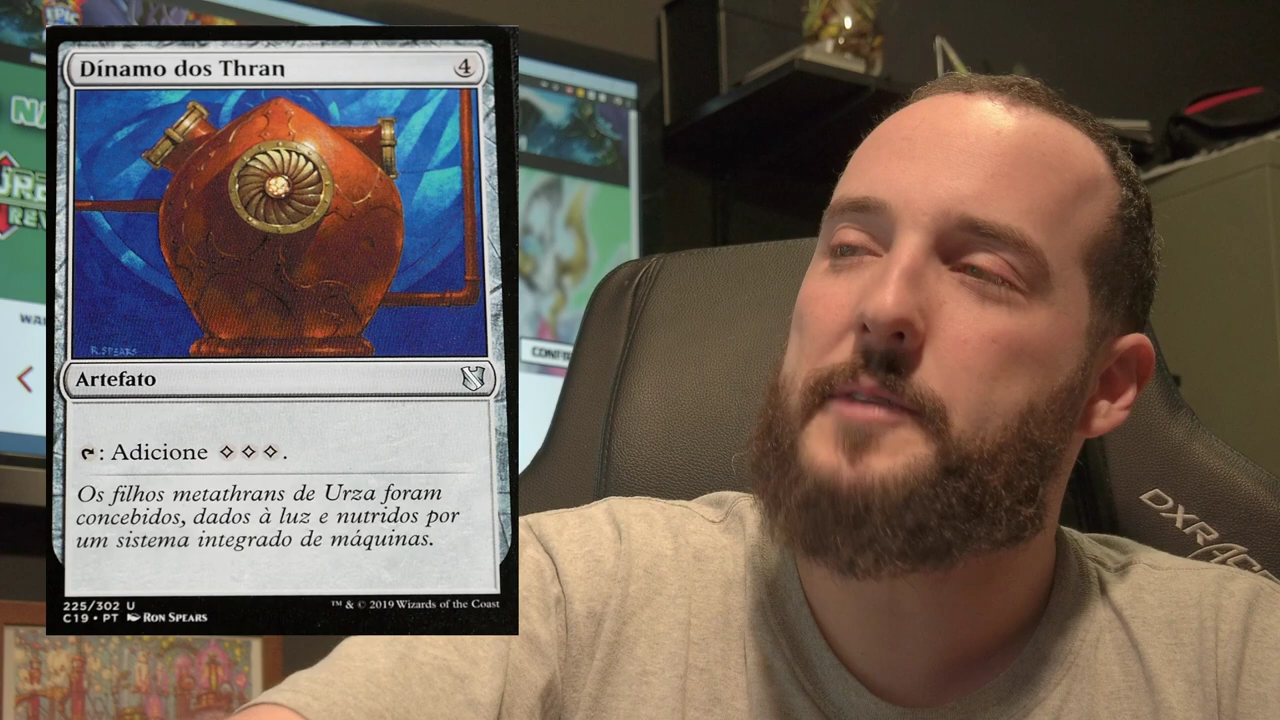 Dínamo dos Thran
4
R. SPEARS
Artefato
: Adicione
Os filhos metathrans de Urza foram
concebidos, dados à luz e nutridos por
um sistema integrado de máquinas.
225/302 U
C19 • PT RON SPEARS
™ & © 2019 Wizards of the Coast
DXRAC